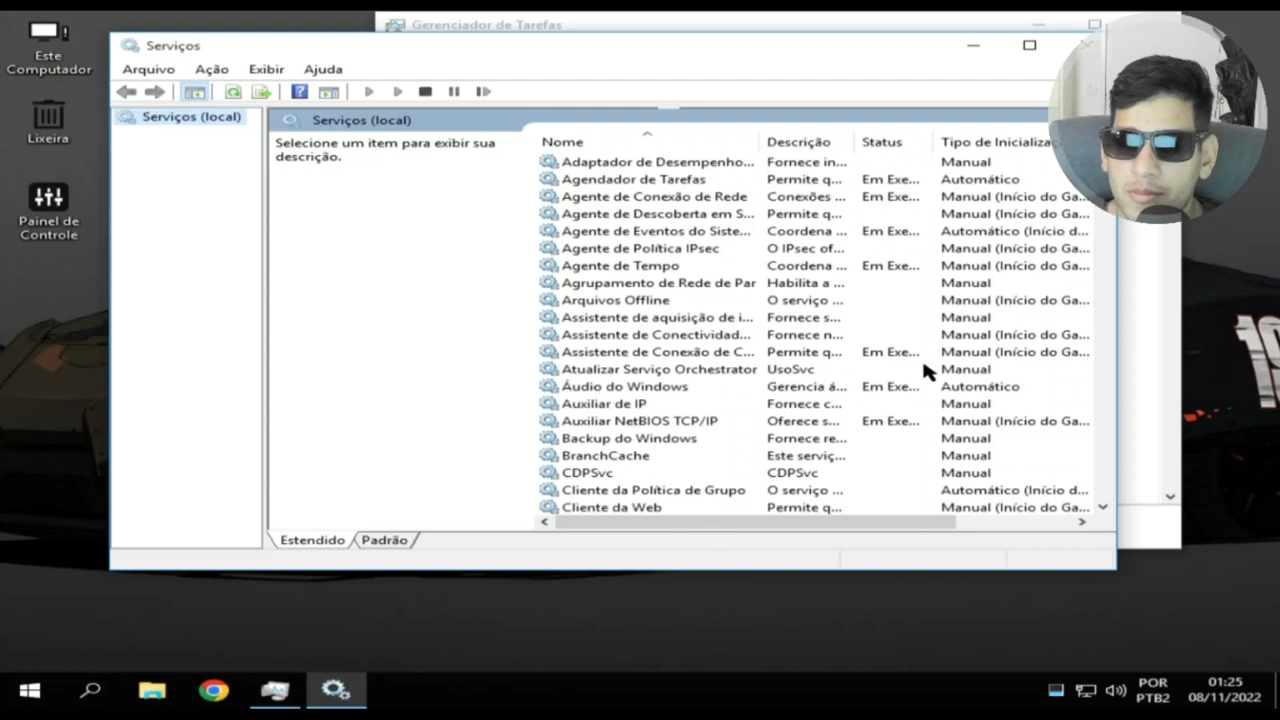 Gerenciador de Tarefas
Este
Computador
Lixeira
Painel de
Controle
Serviços
Arquivo Ação Exibir Ajuda
Serviços (local)
Serviços (local)
Selecione um item para exibir sua
descrição.
Nome Descrição Status Tipo de Inicializaç
Adaptador de Desempenho... Fornece in... Manual
Agendador de Tarefas Permite q... Em Exe... Automático
Agente de Conexão de Rede Conexões ... Em Exe... Manual (Início do Ga...
Agente de Descoberta em S... Permite q... Manual (Início do Ga...
Agente de Eventos do Siste... Coordena ... Em Exe... Automático (Início d...
Agente de Política IPsec O IPsec of... Manual (Início do Ga...
Agente de Tempo Coordena ... Em Exe... Manual (Início do Ga...
Agrupamento de Rede de Par Habilita a ... Manual
Arquivos Offline O serviço ... Manual (Início do Ga...
Assistente de aquisição de i... Fornece s... Manual
Assistente de Conectividad... Fornece n... Manual (Início do Ga...
Assistente de Conexão de C... Permite q... Em Exe... Manual (Início do Ga...
Atualizar Serviço Orchestrator UsoSvc Manual
Áudio do Windows Gerencia á... Em Exe... Automático
Auxiliar de IP Fornece c... Manual
Auxiliar NetBIOS TCP/IP Oferece s... Em Exe... Manual (Início do Ga...
Backup do Windows Fornece re... Manual
BranchCache Este serviç... Manual
CDPSvc CDPSvc Manual
Cliente da Política de Grupo O serviço ... Automático (Início d...
Cliente da Web Permite q... Manual (Início do Ga...
Estendido Padrão
POR
PTB2
01:25
08/11/2022